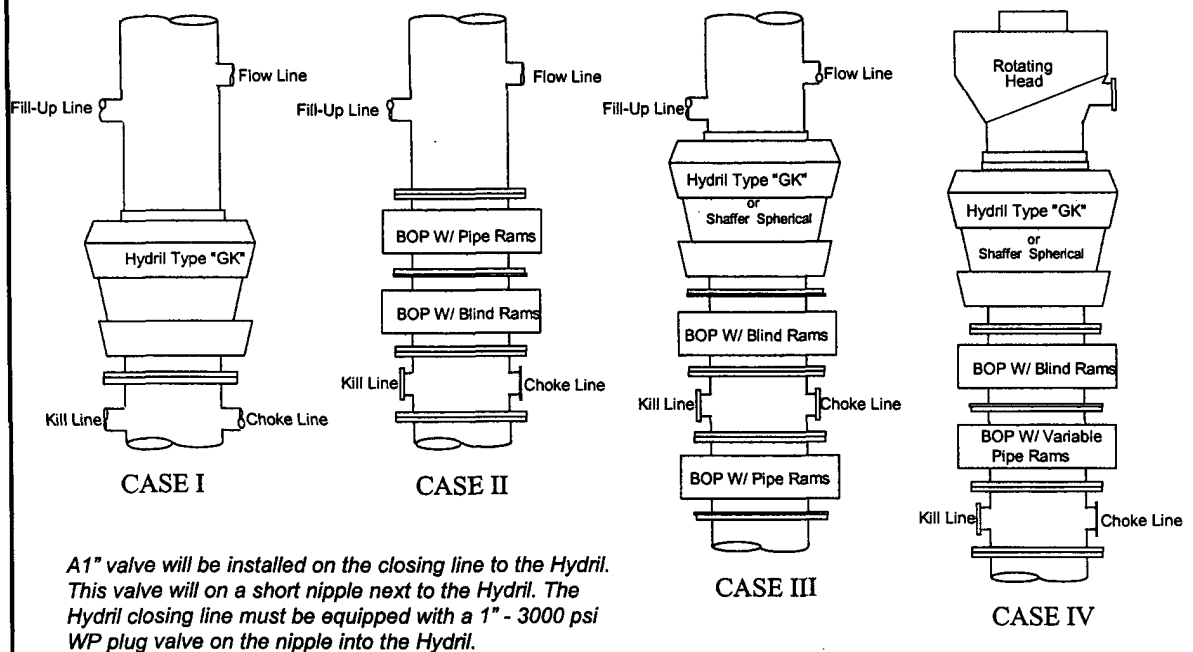 Flow Line
Fill-Up Line
Hydril Type "GK"
Kill Line
Choke Line
CASE I
Flow Line
Fill-Up Line
BOP W/ Pipe Rams
BOP W/ Blind Rams
Kill Line
Choke Line
CASE II
Flow Line
Fill-Up Line
Hydril Type "GK"
or
Shaffer Spherical
BOP W/ Blind Rams
Kill Line
Choke Line
BOP W/ Pipe Rams
CASE III
Rotating
Head
Hydril Type "GK"
or
Shaffer Spherical
BOP W/ Blind Rams
BOP W/ Variable
Pipe Rams
Kill Line
Choke Line
CASE IV
A1" valve will be installed on the closing line to the Hydril.
This valve will on a short nipple next to the Hydril. The
Hydril closing line must be equipped with a 1" - 3000 psi
WP plug valve on the nipple into the Hydril.